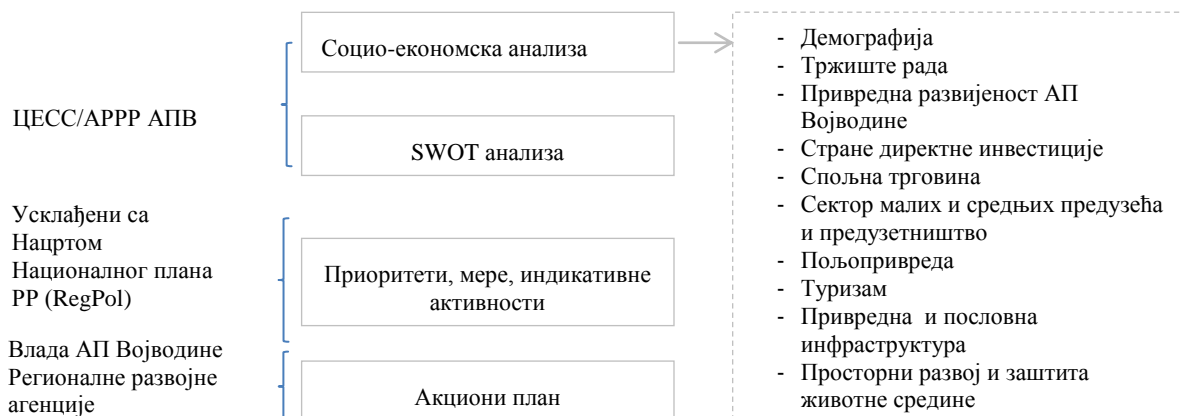 Социо-економска анализа
ЦЕСС/АРРР АПВ
SWOT анализа
Усклађени са
Нацртом
Националног плана
РР (RegPol)
Приоритети, мере, индикативне
активности
Влада АП Војводине
Регионалне развојне
агенције
Акциони план
- Демографија
- Тржиште рада
- Привредна развијеност АП
Војводине
- Стране директне инвестиције
- Спољна трговина
- Сектор малих и средњих предузећа
и предузетништво
- Пољопривреда
- Туризам
- Привредна и пословна
инфраструктура
- Просторни развој и заштита
животне средине